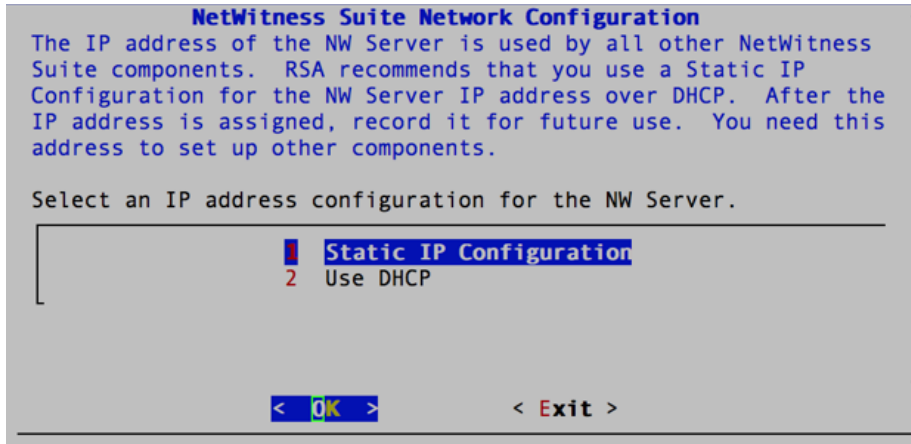 NetWitness Suite Network Configuration
The IP address of the NW Server is used by all other NetWitness
Suite components.  RSA recommends that you use a Static IP
Configuration for the NW Server IP address over DHCP.  After the
IP address is assigned, record it for future use.  You need this
address to set up other components.
Select an IP address configuration for the NW Server.
1 Static IP Configuration
2 Use DHCP
< OK > < Exit >